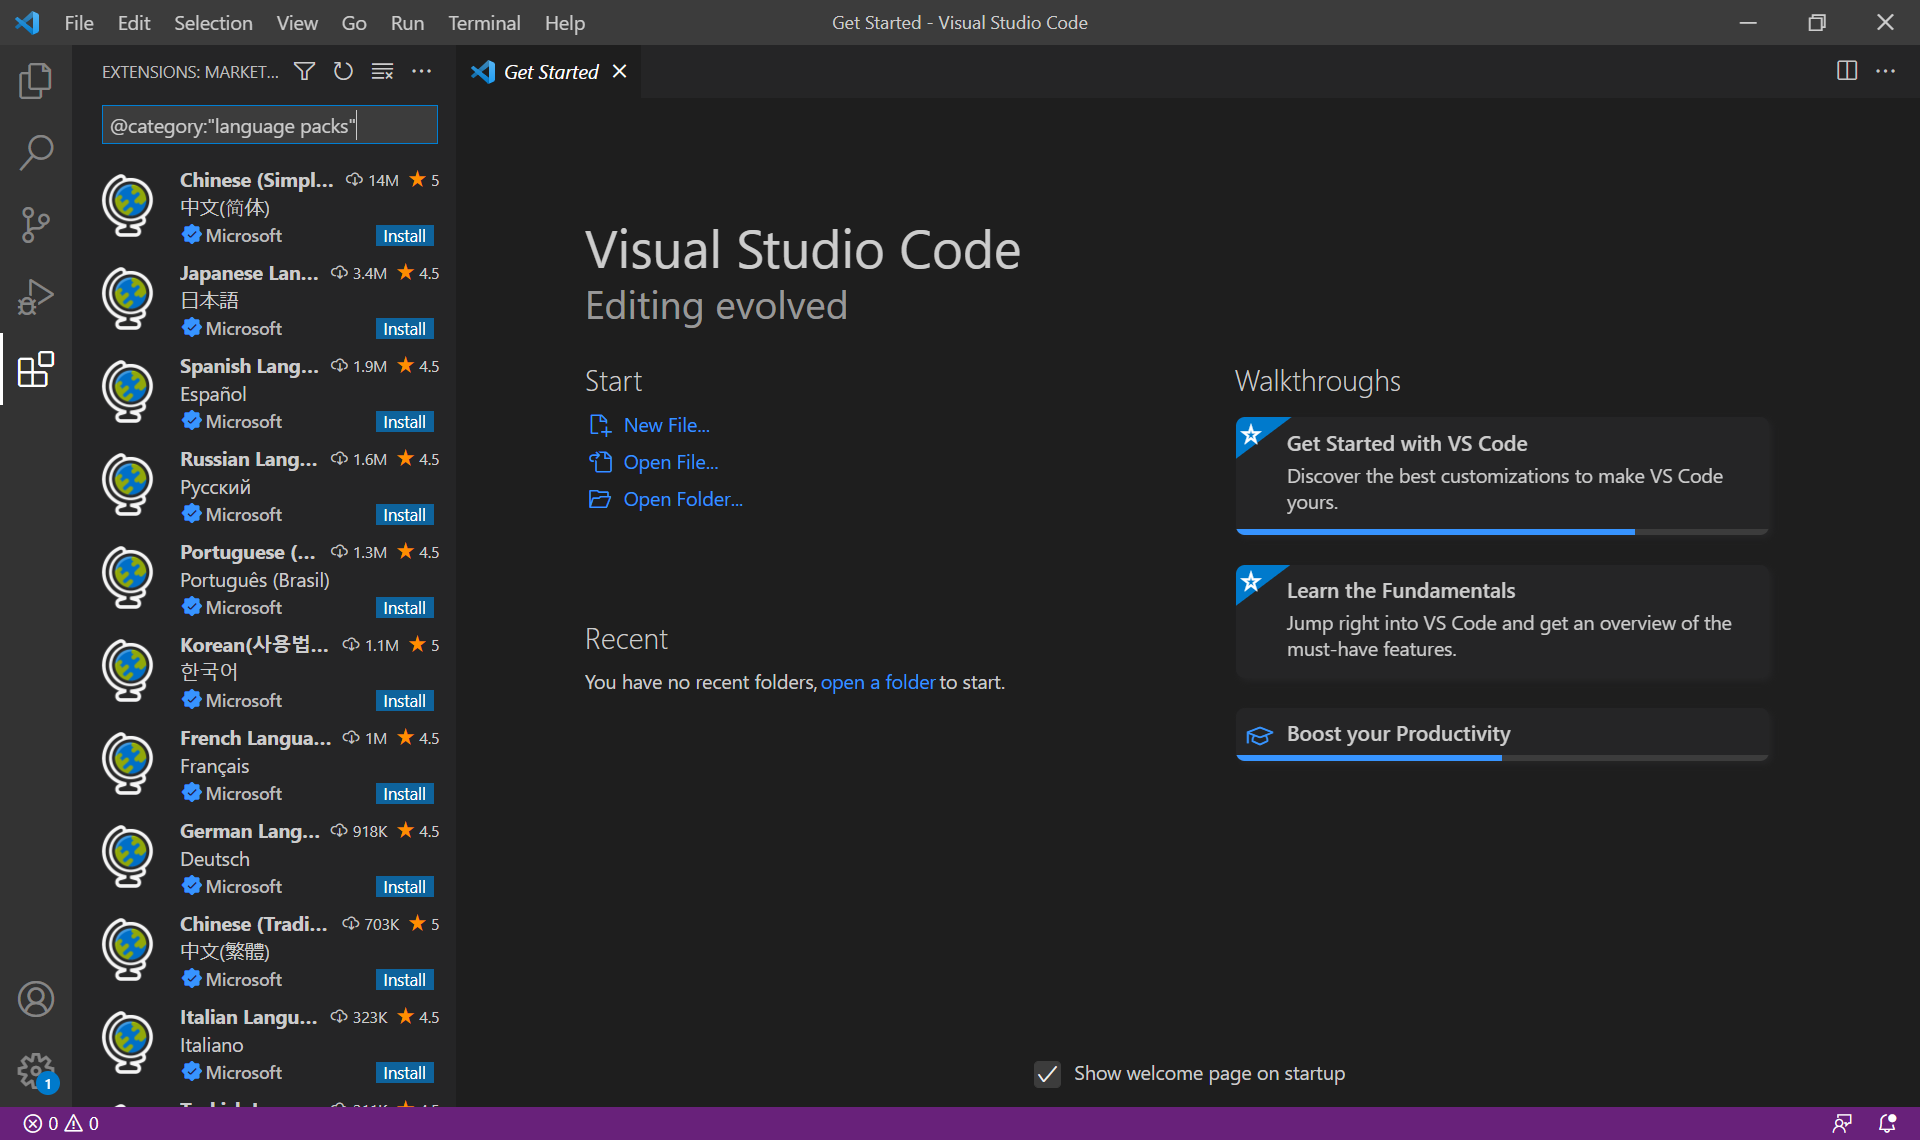 File Edit Selection View Go Run Terminal Help
Get Started - Visual Studio Code
EXTENSIONS: MARKET...
@category:"language packs"
Chinese (Simpl... 14M 5
中文(简体)
Microsoft Install
Japanese Lan... 3.4M 4.5
日本語
Microsoft Install
Spanish Lang... 1.9M 4.5
Español
Microsoft Install
Russian Lang... 1.6M 4.5
Русский
Microsoft Install
Portuguese (... 1.3M 4.5
Português (Brasil)
Microsoft Install
Korean(사용법... 1.1M 5
한국어
Microsoft Install
French Langua... 1M 4.5
Français
Microsoft Install
German Lang... 918K 4.5
Deutsch
Microsoft Install
Chinese (Tradi... 703K 5
中文(繁體)
Microsoft Install
Italian Langu... 323K 4.5
Italiano
Microsoft Install
Get Started
Visual Studio Code
Editing evolved
Start
New File...
Open File...
Open Folder...
Recent
You have no recent folders, open a folder to start.
Walkthroughs
Get Started with VS Code
Discover the best customizations to make VS Code
yours.
Learn the Fundamentals
Jump right into VS Code and get an overview of the
must-have features.
Boost your Productivity
Show welcome page on startup
1
0 0